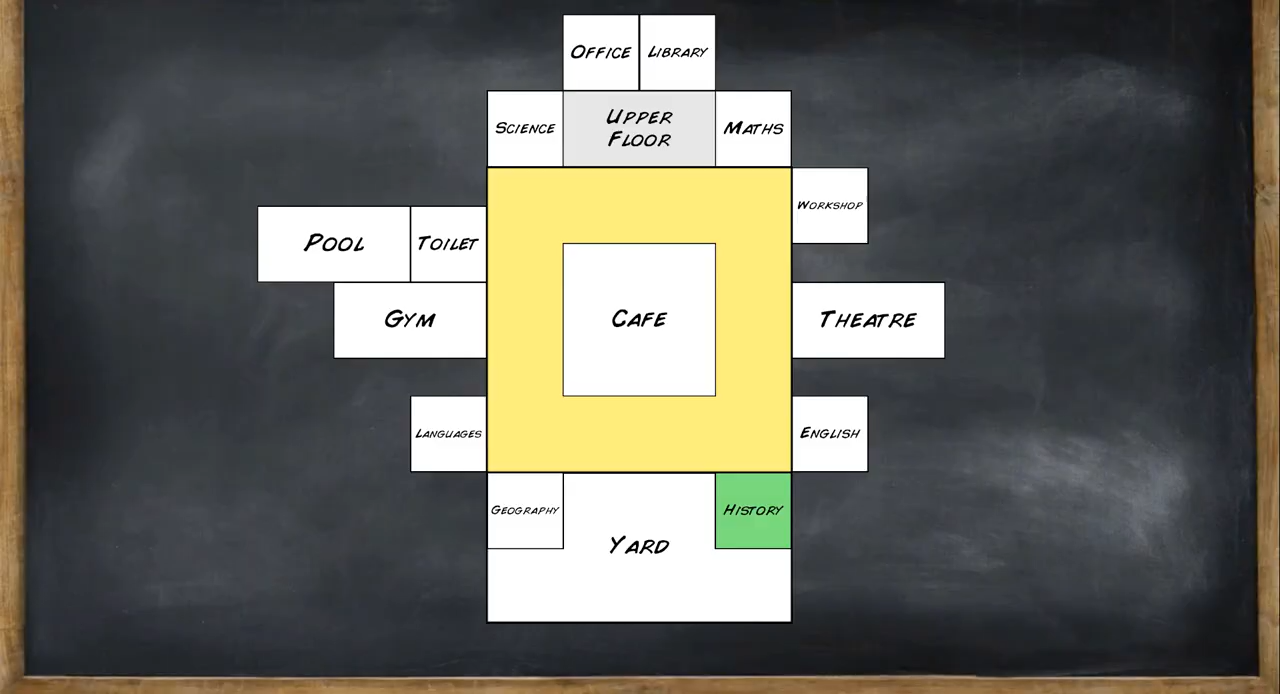 Office
Library
Science
Upper
Floor
Maths
Workshop
Pool
Toilet
Gym
Cafe
Theatre
Languages
English
Geography
History
Yard